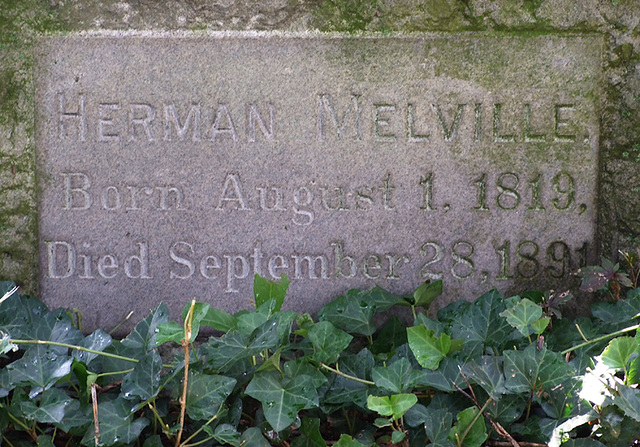 HERMAN MELVILLE.
Born August 1. 1819,
Died September 28, 1891